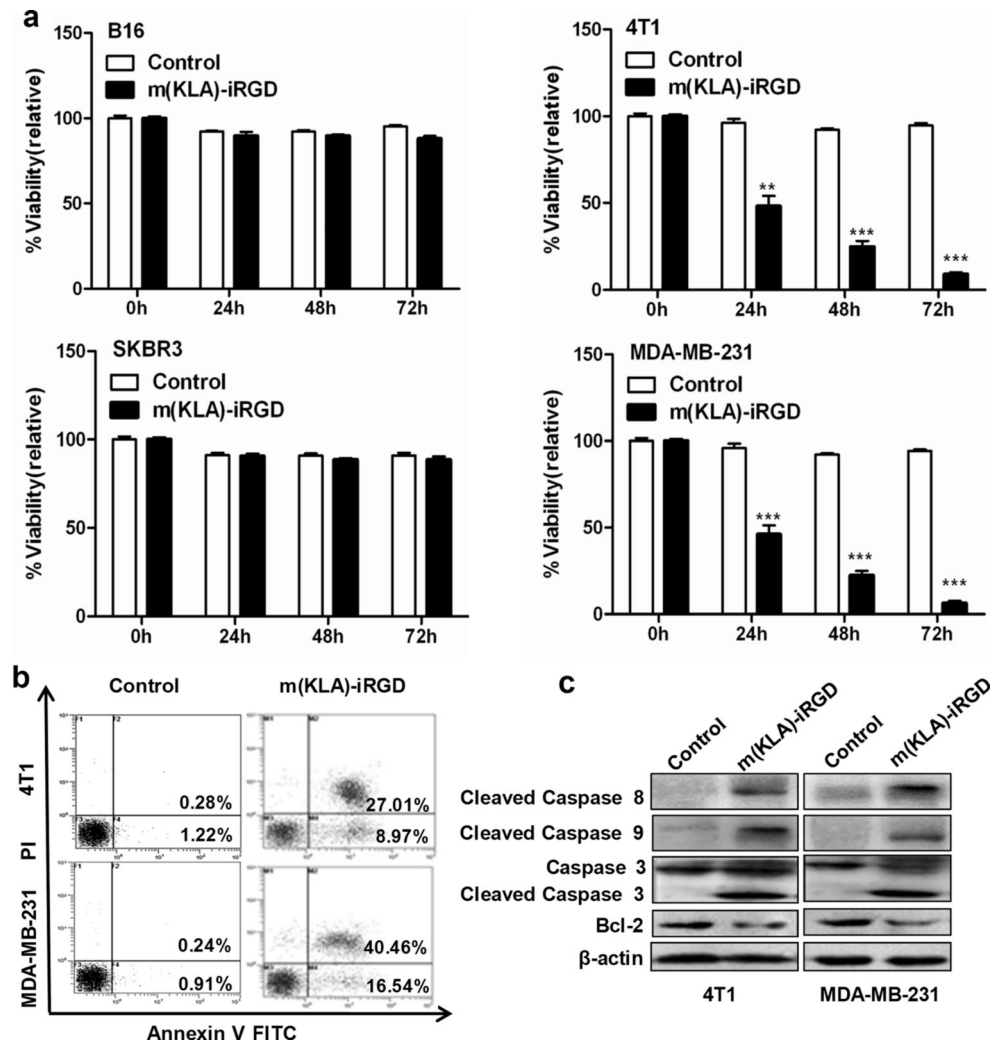 a
B16
Control
m(KLA)-iRGD
150
100
50
0
% Viability(relative)
0h 24h 48h 72h
4T1
Control
m(KLA)-iRGD
150
100
50
0
% Viability(relative)
** *** ***
0h 24h 48h 72h
SKBR3
Control
m(KLA)-iRGD
150
100
50
0
% Viability(relative)
0h 24h 48h 72h
MDA-MB-231
Control
m(KLA)-iRGD
150
100
50
0
% Viability(relative)
*** *** ***
0h 24h 48h 72h
b
Control m(KLA)-iRGD
4T1
0.28% 27.01%
1.22% 8.97%
PI
MDA-MB-231
0.24% 40.46%
0.91% 16.54%
Annexin V FITC
c
Control m(KLA)-iRGD Control m(KLA)-iRGD
Cleaved Caspase 8
Cleaved Caspase 9
Caspase 3
Cleaved Caspase 3
Bcl-2
β-actin
4T1 MDA-MB-231